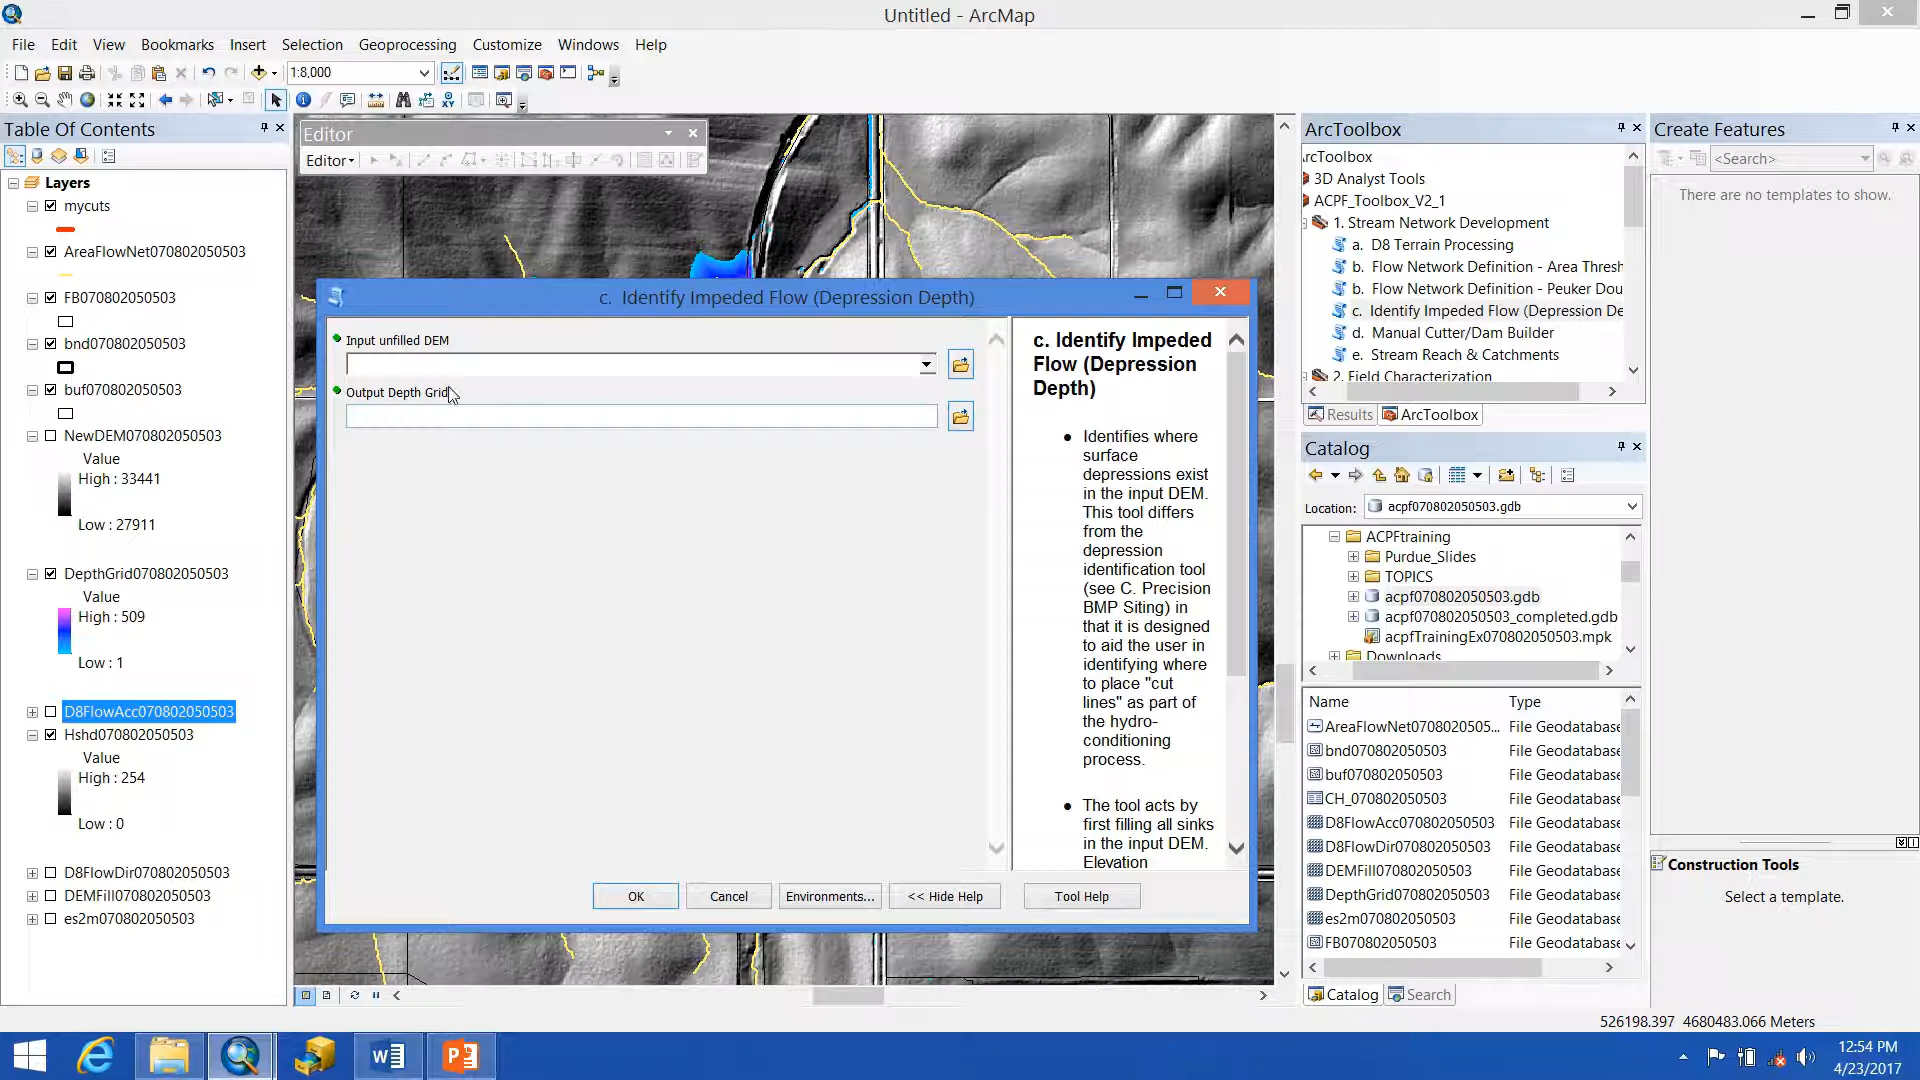 Untitled - ArcMap
File Edit View Bookmarks Insert Selection Geoprocessing Customize Windows Help
1:8,000
Table Of Contents
Layers
mycuts
AreaFlowNet070802050503
FB070802050503
bnd070802050503
buf070802050503
NewDEM070802050503
Value
High : 33441
Low : 27911
DepthGrid070802050503
Value
High : 509
Low : 1
D8FlowAcc070802050503
Hshd070802050503
Value
High : 254
Low : 0
D8FlowDir070802050503
DEMFill070802050503
es2m070802050503
Editor
Editor
c. Identify Impeded Flow (Depression Depth)
Input unfilled DEM
Output Depth Grid
OK
Cancel
Environments...
<< Hide Help
Tool Help
c. Identify Impeded
Flow (Depression
Depth)
Identifies where
surface
depressions exist
in the input DEM.
This tool differs
from the
depression
identification tool
(see C. Precision
BMP Siting) in
that it is designed
to aid the user in
identifying where
to place "cut
lines" as part of
the hydro-
conditioning
process.
The tool acts by
first filling all sinks
in the input DEM.
Elevation
ArcToolbox
rcToolbox
3D Analyst Tools
ACPF_Toolbox_V2_1
1. Stream Network Development
a. D8 Terrain Processing
b. Flow Network Definition - Area Thresh
b. Flow Network Definition - Peuker Dou
c. Identify Impeded Flow (Depression De
d. Manual Cutter/Dam Builder
e. Stream Reach & Catchments
2. Field Characterization
Results
ArcToolbox
Catalog
Location: acpf070802050503.gdb
ACPFtraining
Purdue_Slides
TOPICS
acpf070802050503.gdb
acpf070802050503_completed.gdb
acpfTrainingEx070802050503.mpk
Downloads
Name Type
AreaFlowNet07080205... File Geodatabase
bnd070802050503 File Geodatabase
buf070802050503 File Geodatabase
CH_070802050503 File Geodatabase
D8FlowAcc070802050503 File Geodatabase
D8FlowDir070802050503 File Geodatabase
DEMFill070802050503 File Geodatabase
DepthGrid070802050503 File Geodatabase
es2m070802050503 File Geodatabase
FB070802050503 File Geodatabase
Catalog
Search
Create Features
<Search>
There are no templates to show.
Construction Tools
Select a template.
526198.397 4680483.066 Meters
12:54 PM
4/23/2017